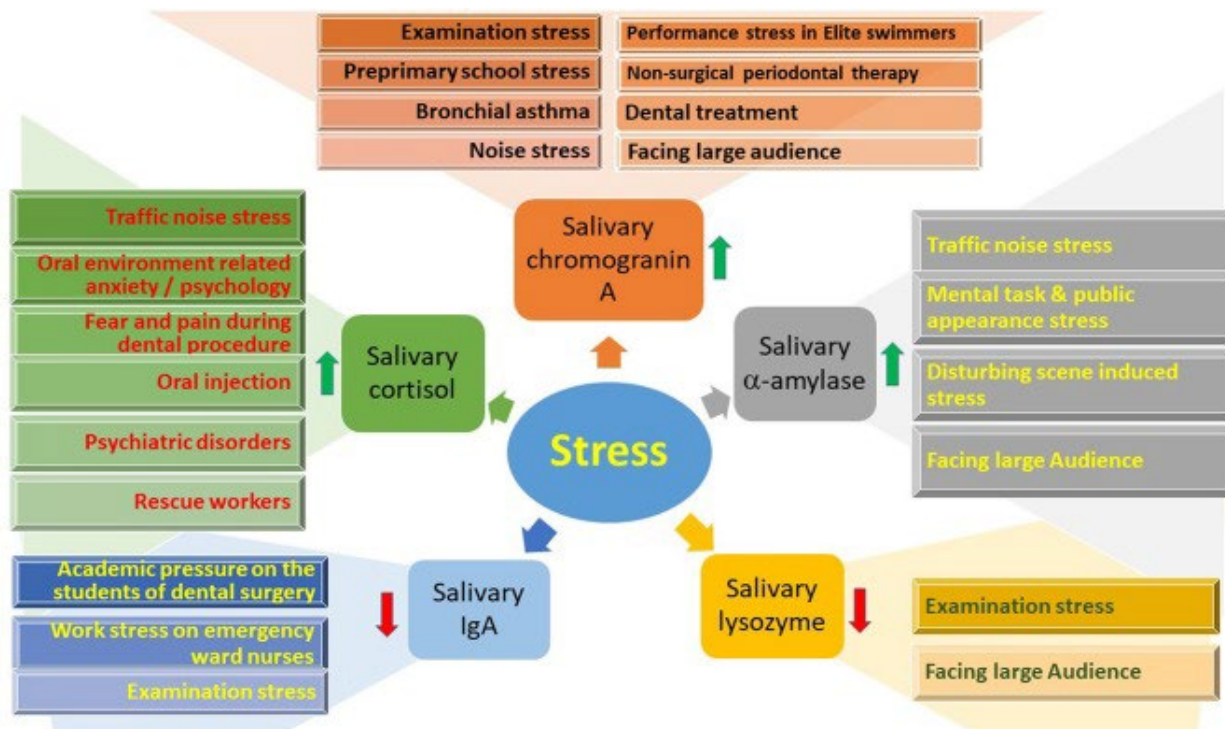 Examination stress
Performance stress in Elite swimmers
Preprimary school stress
Non-surgical periodontal therapy
Bronchial asthma
Dental treatment
Noise stress
Facing large audience
Salivary
chromogranin
A
Traffic noise stress
Oral environment related
anxiety / psychology
Fear and pain during
dental procedure
Oral injection
Psychiatric disorders
Rescue workers
Salivary
cortisol
Salivary
α-amylase
Traffic noise stress
Mental task & public
appearance stress
Disturbing scene induced
stress
Facing large Audience
Stress
Academic pressure on the
students of dental surgery
Work stress on emergency
ward nurses
Examination stress
Salivary
IgA
Salivary
lysozyme
Examination stress
Facing large Audience